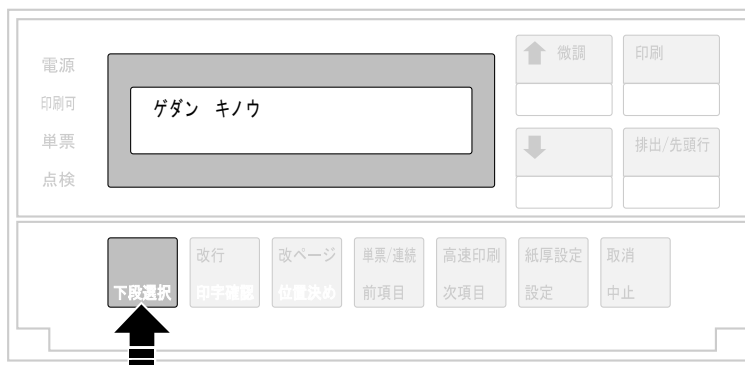 電源
印刷可
単票
点検
ゲダン キノウ
微調
印刷
排出/先頭行
下段選択
改行
印字確認
改ページ
位置決め
単票/連続
前項目
高速印刷
次項目
紙厚設定
設定
取消
中止